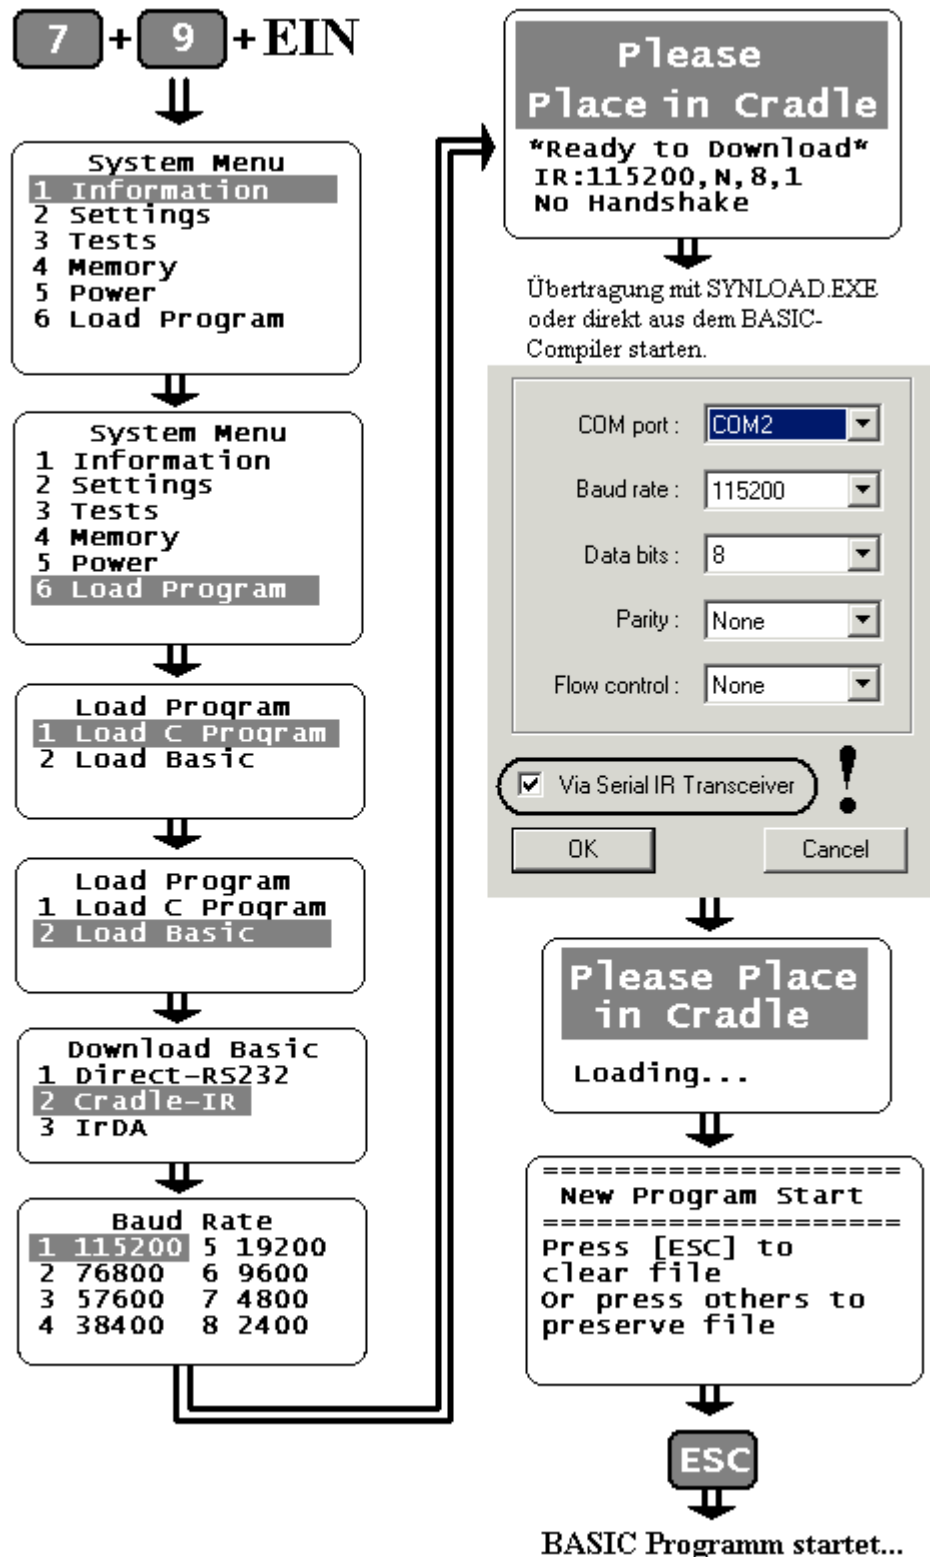 7 + 9 + EIN
System Menu
1 Information
2 Settings
3 Tests
4 Memory
5 Power
6 Load Program
System Menu
1 Information
2 Settings
3 Tests
4 Memory
5 Power
6 Load Program
Load Program
1 Load C Program
2 Load Basic
Load Program
1 Load C Program
2 Load Basic
Download Basic
1 Direct-RS232
2 Cradle-IR
3 IrDA
Baud Rate
1 115200 5 19200
2 76800 6 9600
3 57600 7 4800
4 38400 8 2400
Please
Place in Cradle
*Ready to Download*
IR:115200,N,8,1
No Handshake
Übertragung mit SYNLOAD.EXE
oder direkt aus dem BASIC-
Compiler starten.
COM port : COM2
Baud rate : 115200
Data bits : 8
Parity : None
Flow control : None
Via Serial IR Transceiver !
OK Cancel
Please Place
in Cradle
Loading...
====================
New Program Start
====================
Press [ESC] to
clear file
Or press others to
preserve file
ESC
BASIC Programm startet...